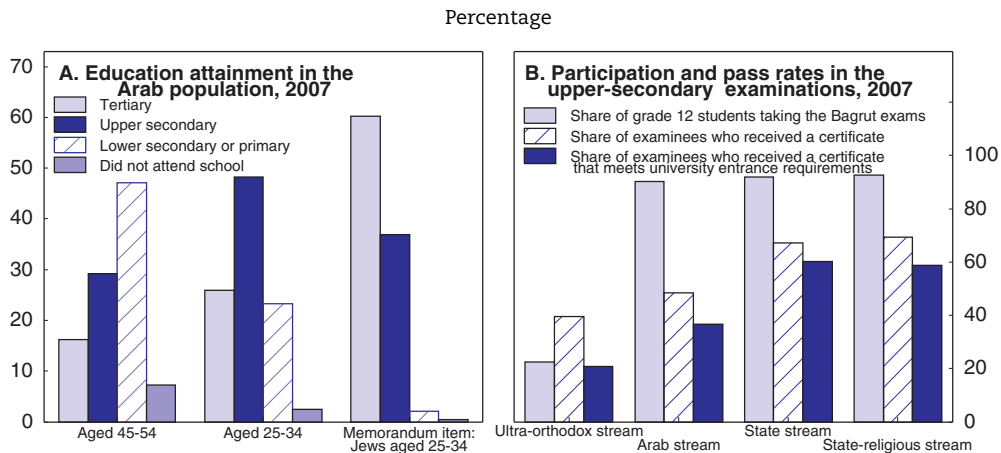 Percentage
A. Education attainment in the
Arab population, 2007
Tertiary
Upper secondary
Lower secondary or primary
Did not attend school
70
60
50
40
30
20
10
0
Aged 45-54
Aged 25-34
Memorandum item:
Jews aged 25-34
B. Participation and pass rates in the
upper-secondary examinations, 2007
Share of grade 12 students taking the Bagrut exams
Share of examinees who received a certificate
Share of examinees who received a certificate
that meets university entrance requirements
100
80
60
40
20
0
Ultra-orthodox stream
Arab stream
State stream
State-religious stream